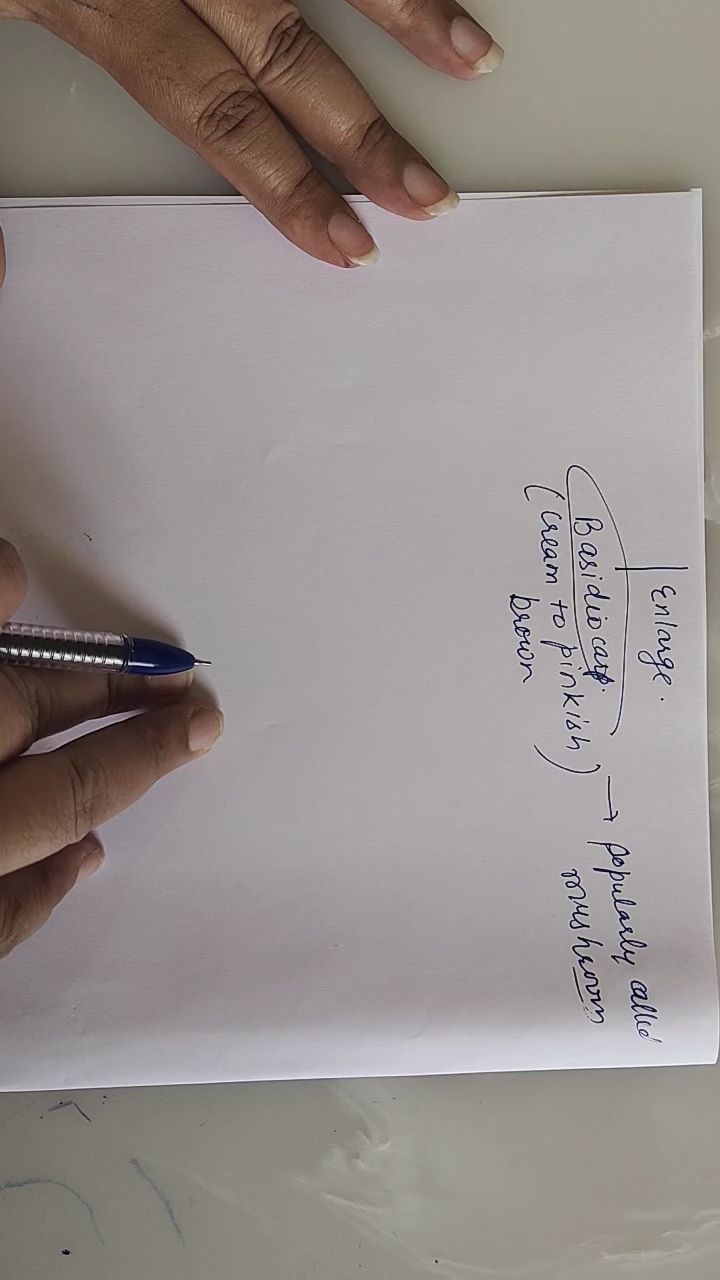 | Enlarge.
Basidiocarp. → popularly called
(cream to pinkish) mushroom
brown